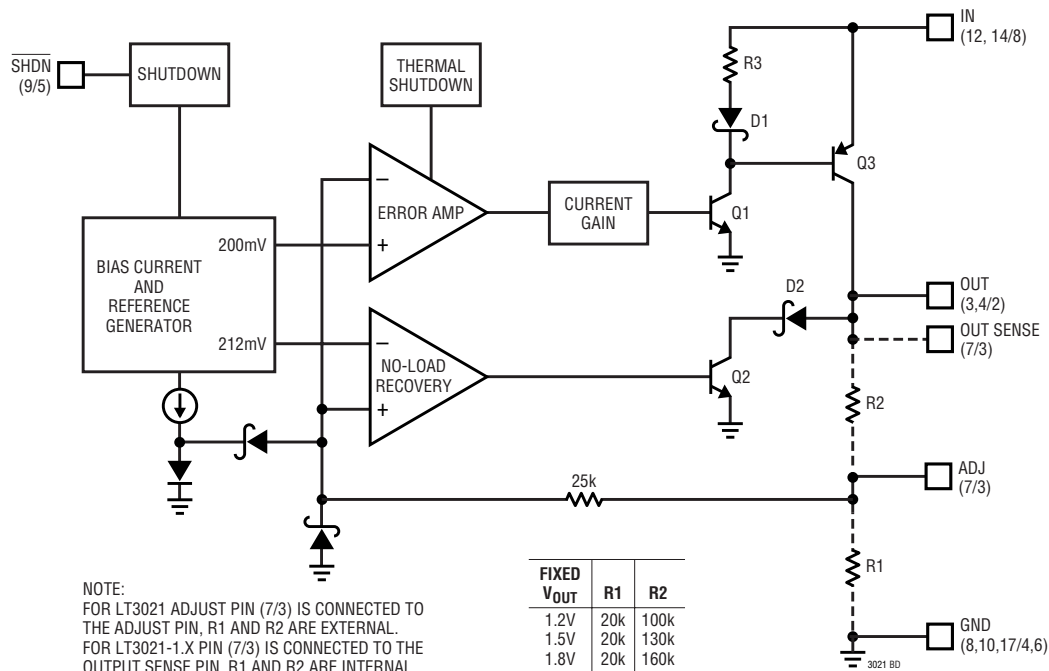 IN
(12, 14/8)
SHDN
(9/5)
SHUTDOWN
THERMAL
SHUTDOWN
R3
D1
Q3
–
ERROR AMP
+
CURRENT
GAIN
Q1
200mV
BIAS CURRENT
AND
REFERENCE
GENERATOR
212mV
D2
OUT
(3,4/2)
OUT SENSE
(7/3)
–
NO-LOAD
RECOVERY
+
Q2
R2
25k
ADJ
(7/3)
R1
NOTE:
FOR LT3021 ADJUST PIN (7/3) IS CONNECTED TO
THE ADJUST PIN, R1 AND R2 ARE EXTERNAL.
FOR LT3021-1.X PIN (7/3) IS CONNECTED TO THE
OUTPUT SENSE PIN, R1 AND R2 ARE INTERNAL
FIXED
VOUT R1 R2
1.2V 20k 100k
1.5V 20k 130k
1.8V 20k 160k
GND
(8,10,17/4,6)
3021 BD